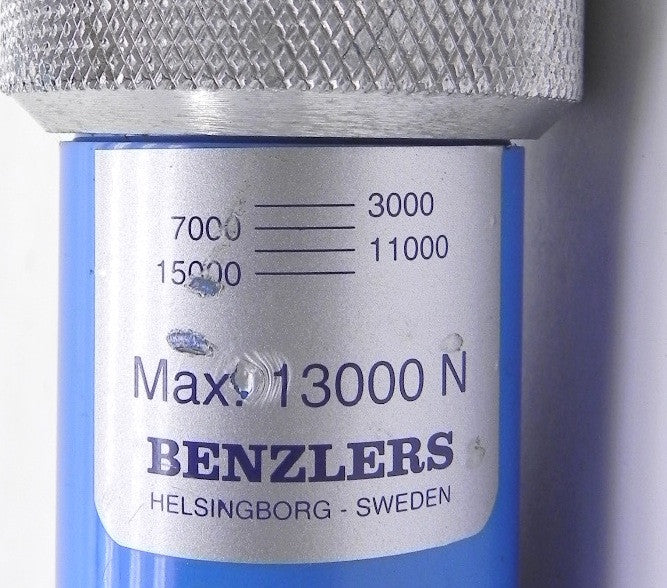 3000
7000
11000
15000
Max. 13000 N
BENZLERS
HELSINGBORG - SWEDEN